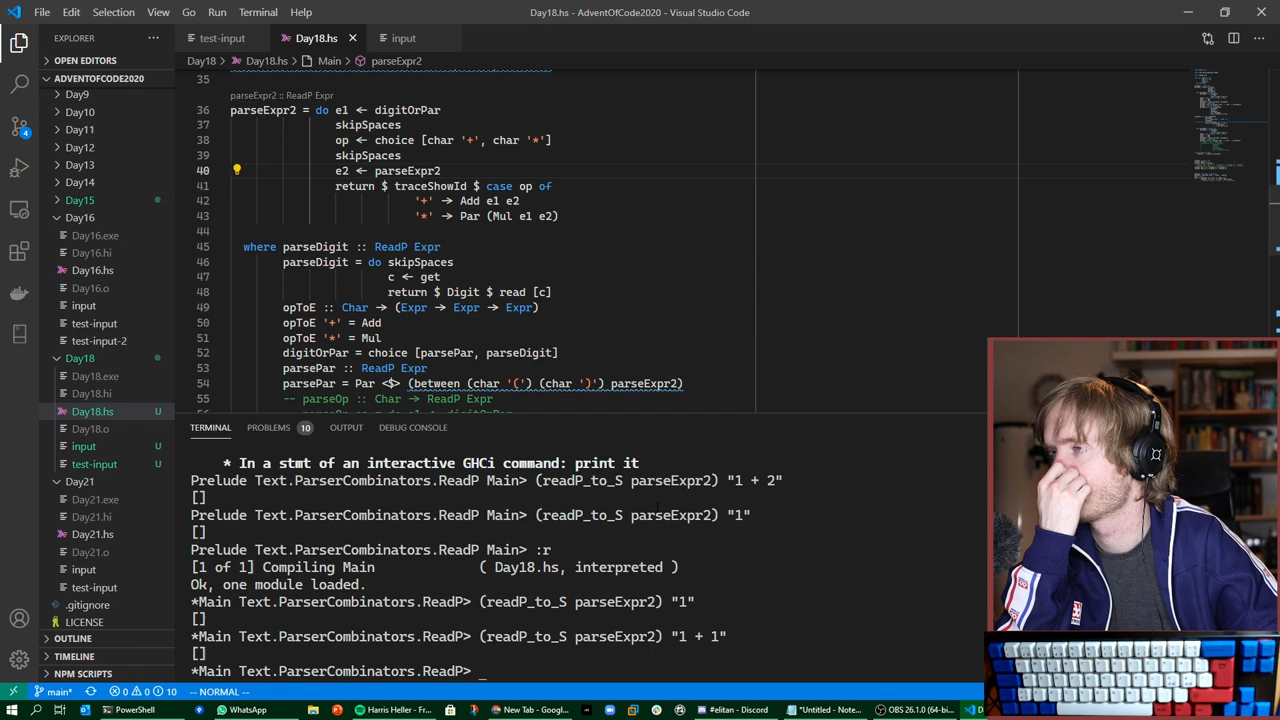 File Edit Selection View Go Run Terminal Help
Day18.hs - AdventOfCode2020 - Visual Studio Code
EXPLORER
test-input
Day18.hs
input
OPEN EDITORS
ADVENTOFCODE2020
Day9
Day10
Day11
Day12
Day13
Day14
Day15
Day16
Day16.exe
Day16.hi
Day16.hs
Day16.o
input
test-input
test-input-2
Day18
Day18.exe
Day18.hi
Day18.hs U
Day18.o
input U
test-input U
Day21
Day21.exe
Day21.hi
Day21.hs
Day21.o
input
test-input
.gitignore
LICENSE
OUTLINE
TIMELINE
NPM SCRIPTS
4
Day18 > Day18.hs > Main > parseExpr2
35
parseExpr2 :: ReadP Expr
36 parseExpr2 = do e1 ← digitOrPar
37 skipSpaces
38 op ← choice [char '+', char '*']
39 skipSpaces
40 e2 ← parseExpr2
41 return $ traceShowId $ case op of
42 '+' → Add e1 e2
43 '*' → Par (Mul e1 e2)
44
45 where parseDigit :: ReadP Expr
46 parseDigit = do skipSpaces
47 c ← get
48 return $ Digit $ read [c]
49 opToE :: Char → (Expr → Expr → Expr)
50 opToE '+' = Add
51 opToE '*' = Mul
52 digitOrPar = choice [parsePar, parseDigit]
53 parsePar :: ReadP Expr
54 parsePar = Par <$> (between (char '(') (char ')') parseExpr2)
55 -- parseOp :: Char → ReadP Expr
TERMINAL PROBLEMS 10 OUTPUT DEBUG CONSOLE
* In a stmt of an interactive GHCi command: print it
Prelude Text.ParserCombinators.ReadP Main> (readP_to_S parseExpr2) "1 + 2"
[]
Prelude Text.ParserCombinators.ReadP Main> (readP_to_S parseExpr2) "1"
[]
Prelude Text.ParserCombinators.ReadP Main> :r
[1 of 1] Compiling Main ( Day18.hs, interpreted )
Ok, one module loaded.
*Main Text.ParserCombinators.ReadP> (readP_to_S parseExpr2) "1"
[]
*Main Text.ParserCombinators.ReadP> (readP_to_S parseExpr2) "1 + 1"
[]
*Main Text.ParserCombinators.ReadP> _
main* 0 0 10 -- NORMAL --
PowerShell
WhatsApp
Harris Heller - Free...
New Tab - Googl...
#elitan - Discord
*Untitled - Note...
OBS 26.1.0 (64-bi...